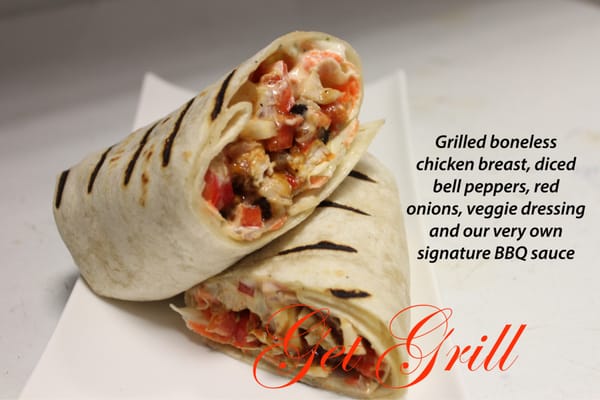 Grilled boneless
chicken breast, diced
bell peppers, red
onions, veggie dressing
and our very own
signature BBQ sauce
Get Grill